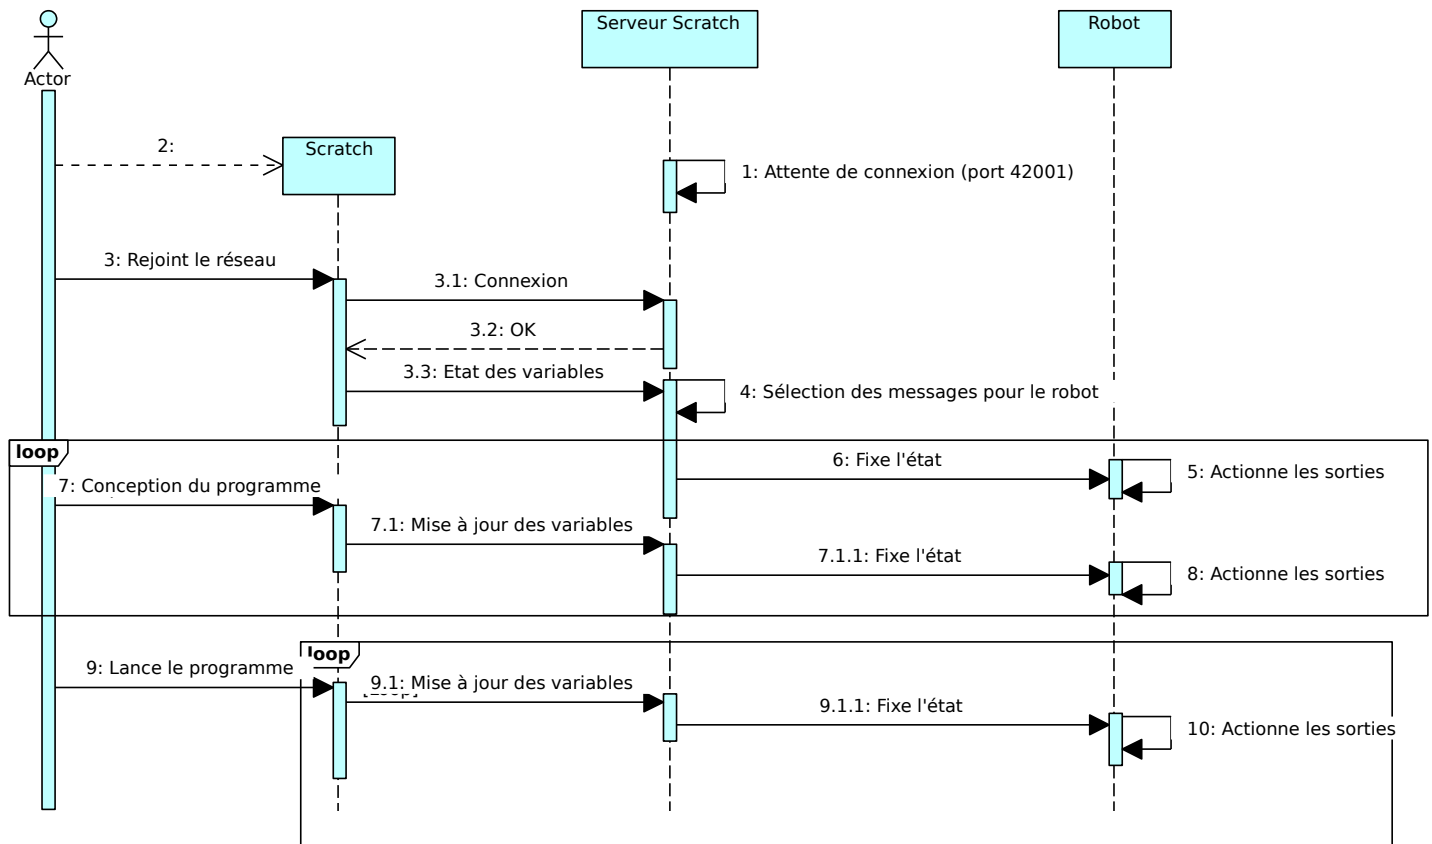 Serveur Scratch
Robot
Actor
2:
Scratch
1: Attente de connexion (port 42001)
3: Rejoint le réseau
3.1: Connexion
3.2: OK
3.3: Etat des variables
4: Sélection des messages pour le robot
loop
6: Fixe l'état
5: Actionne les sorties
7: Conception du programme
7.1: Mise à jour des variables
7.1.1: Fixe l'état
8: Actionne les sorties
loop
9: Lance le programme
9.1: Mise à jour des variables
9.1.1: Fixe l'état
10: Actionne les sorties